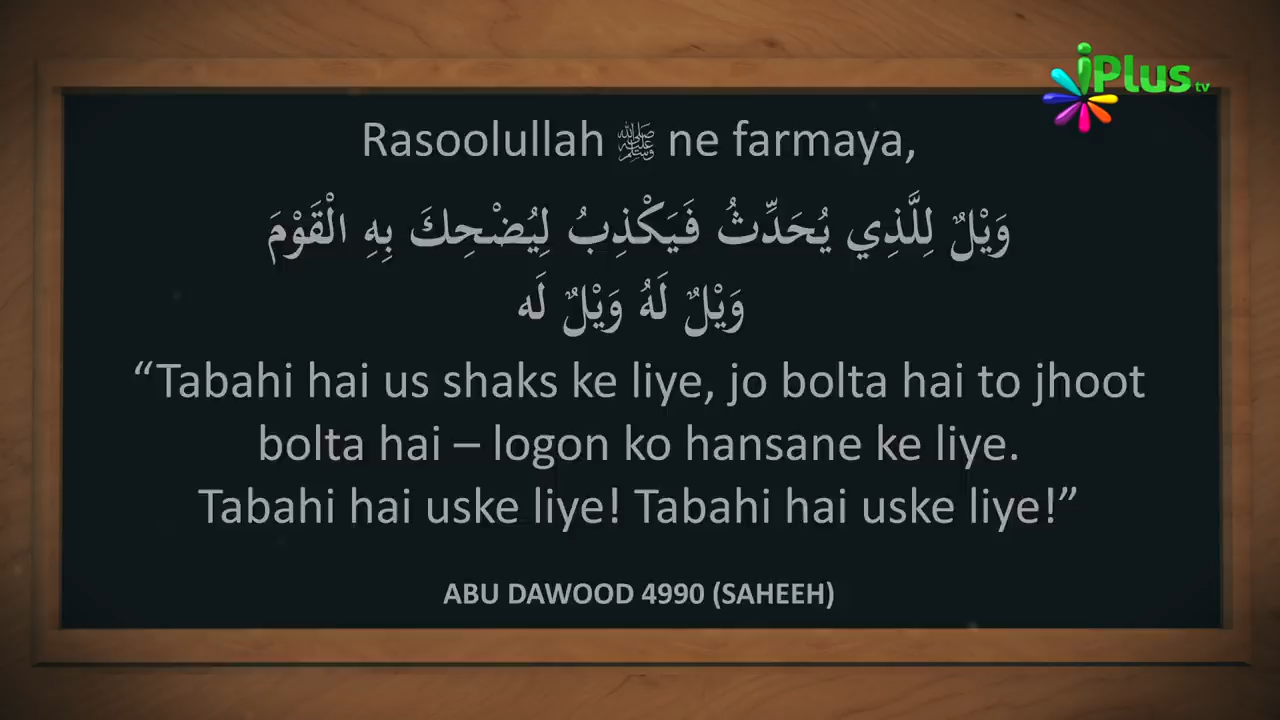 iPlus tv
Rasoolullah ﷺ ne farmaya,
وَيْلٌ لِلَّذِي يُحَدِّثُ فَيَكْذِبُ لِيُضْحِكَ بِهِ الْقَوْمَ
وَيْلٌ لَهُ وَيْلٌ لَه
“Tabahi hai us shaks ke liye, jo bolta hai to jhoot
bolta hai – logon ko hansane ke liye.
Tabahi hai uske liye! Tabahi hai uske liye!”
ABU DAWOOD 4990 (SAHEEH)